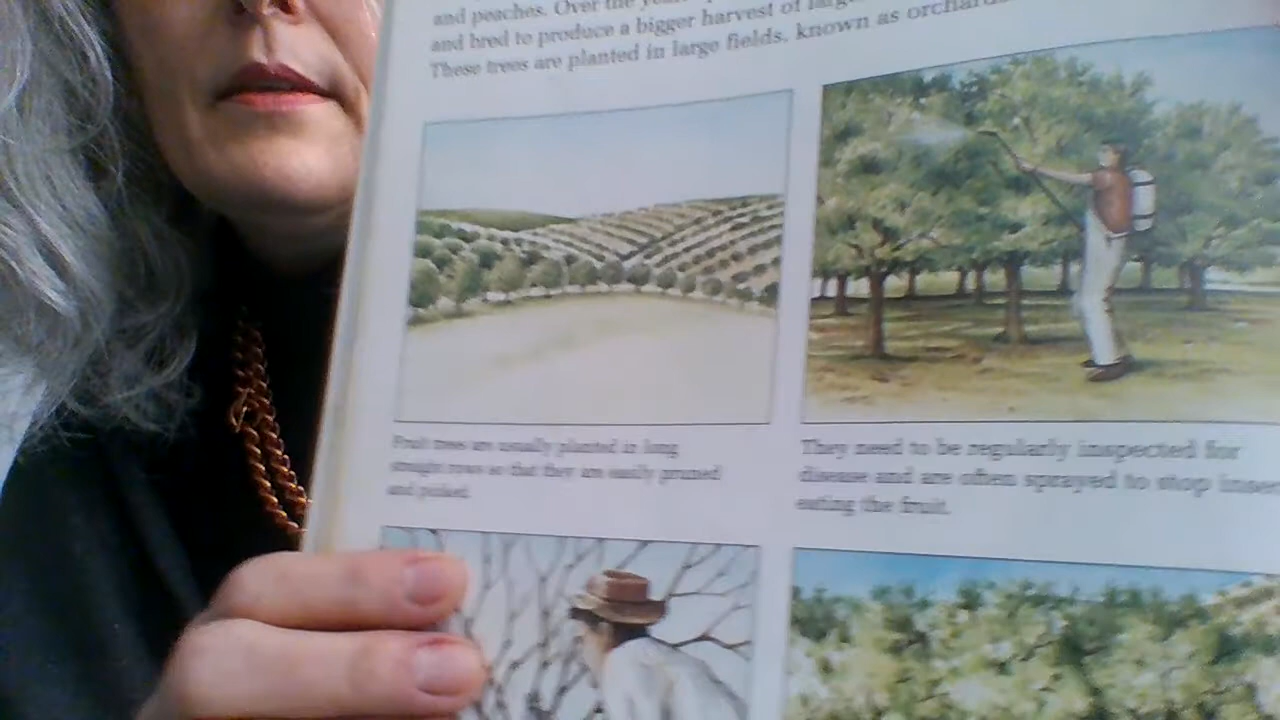 and peaches. Over the
and bred to produce a bigger harvest of
These trees are planted in large fields, known as
Fruit trees are usually planted in long
straight rows so that they are easily pruned
and picked.
They need to be regularly inspected for
disease and are often sprayed to stop
eating the fruit.